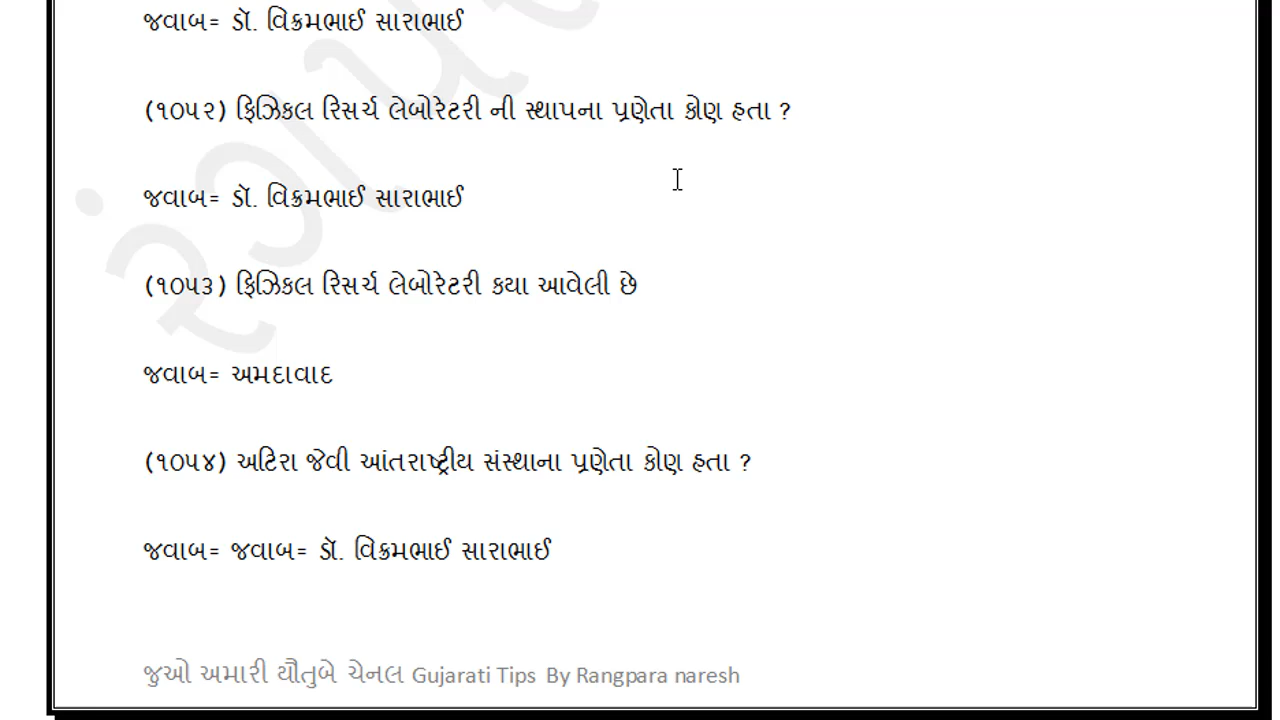 જવાબ= ડૉ. વિક્રમભાઈ સારાભાઈ
(૧૦૫૨) ફિઝિકલ રિસર્ચ લેબોરેટરી ની સ્થાપના પ્રણેતા કોણ હતા ?
જવાબ= ડૉ. વિક્રમભાઈ સારાભાઈ
(૧૦૫૩) ફિઝિકલ રિસર્ચ લેબોરેટરી કયા આવેલી છે
જવાબ= અમદાવાદ
(૧૦૫૪) અટિરા જેવી આંતરાષ્ટ્રીય સંસ્થાના પ્રણેતા કોણ હતા ?
જવાબ= જવાબ= ડૉ. વિક્રમભાઈ સારાભાઈ
જુઓ અમારી યૌતુબે ચેનલ Gujarati Tips By Rangpara naresh